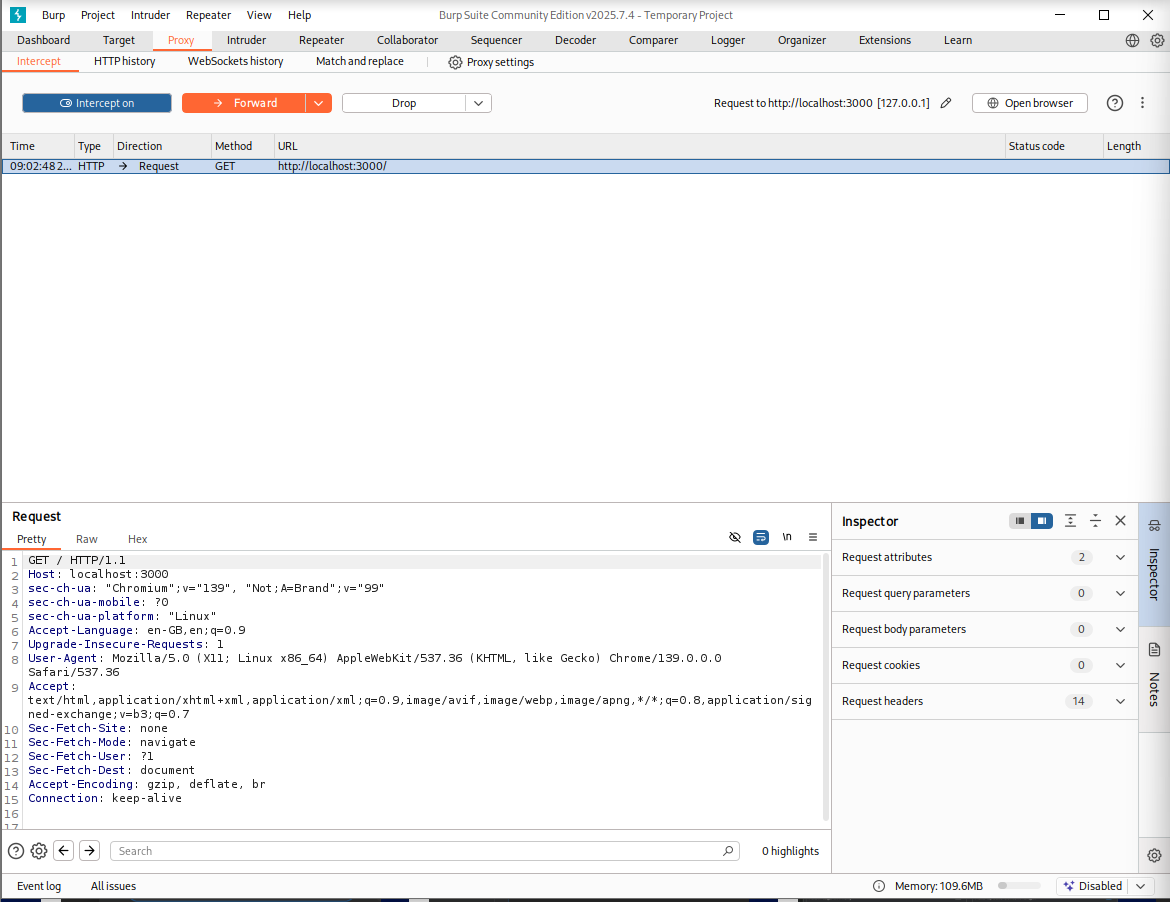 Burp Project Intruder Repeater View Help Burp Suite Community Edition v2025.7.4 - Temporary Project
Dashboard Target Proxy Intruder Repeater Collaborator Sequencer Decoder Comparer Logger Organizer Extensions Learn
Intercept HTTP history WebSockets history Match and replace Proxy settings
Intercept on Forward Drop Request to http://localhost:3000 [127.0.0.1] Open browser
Time Type Direction Method URL Status code Length
09:02:48 2... HTTP → Request GET http://localhost:3000/
Request
Pretty Raw Hex \n
1 GET / HTTP/1.1
2 Host: localhost:3000
3 sec-ch-ua: "Chromium";v="139", "Not;A=Brand";v="99"
4 sec-ch-ua-mobile: ?0
5 sec-ch-ua-platform: "Linux"
6 Accept-Language: en-GB,en;q=0.9
7 Upgrade-Insecure-Requests: 1
8 User-Agent: Mozilla/5.0 (X11; Linux x86_64) AppleWebKit/537.36 (KHTML, like Gecko) Chrome/139.0.0.0
Safari/537.36
9 Accept:
text/html,application/xhtml+xml,application/xml;q=0.9,image/avif,image/webp,image/apng,*/*;q=0.8,application/sig
ned-exchange;v=b3;q=0.7
10 Sec-Fetch-Site: none
11 Sec-Fetch-Mode: navigate
12 Sec-Fetch-User: ?1
13 Sec-Fetch-Dest: document
14 Accept-Encoding: gzip, deflate, br
15 Connection: keep-alive
16
17
Search 0 highlights
Inspector
Request attributes 2
Request query parameters 0
Request body parameters 0
Request cookies 0
Request headers 14
Inspector
Notes
Event log All issues Memory: 109.6MB Disabled